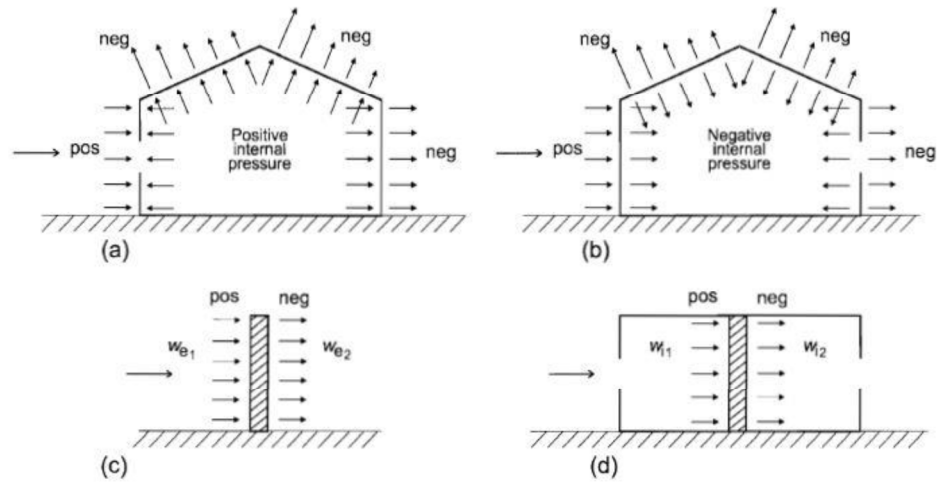 neg
neg
pos
Positive
internal
pressure
neg
(a)
neg
neg
pos
Negative
internal
pressure
neg
(b)
pos
neg
we1
we2
(c)
pos
neg
wi1
wi2
(d)